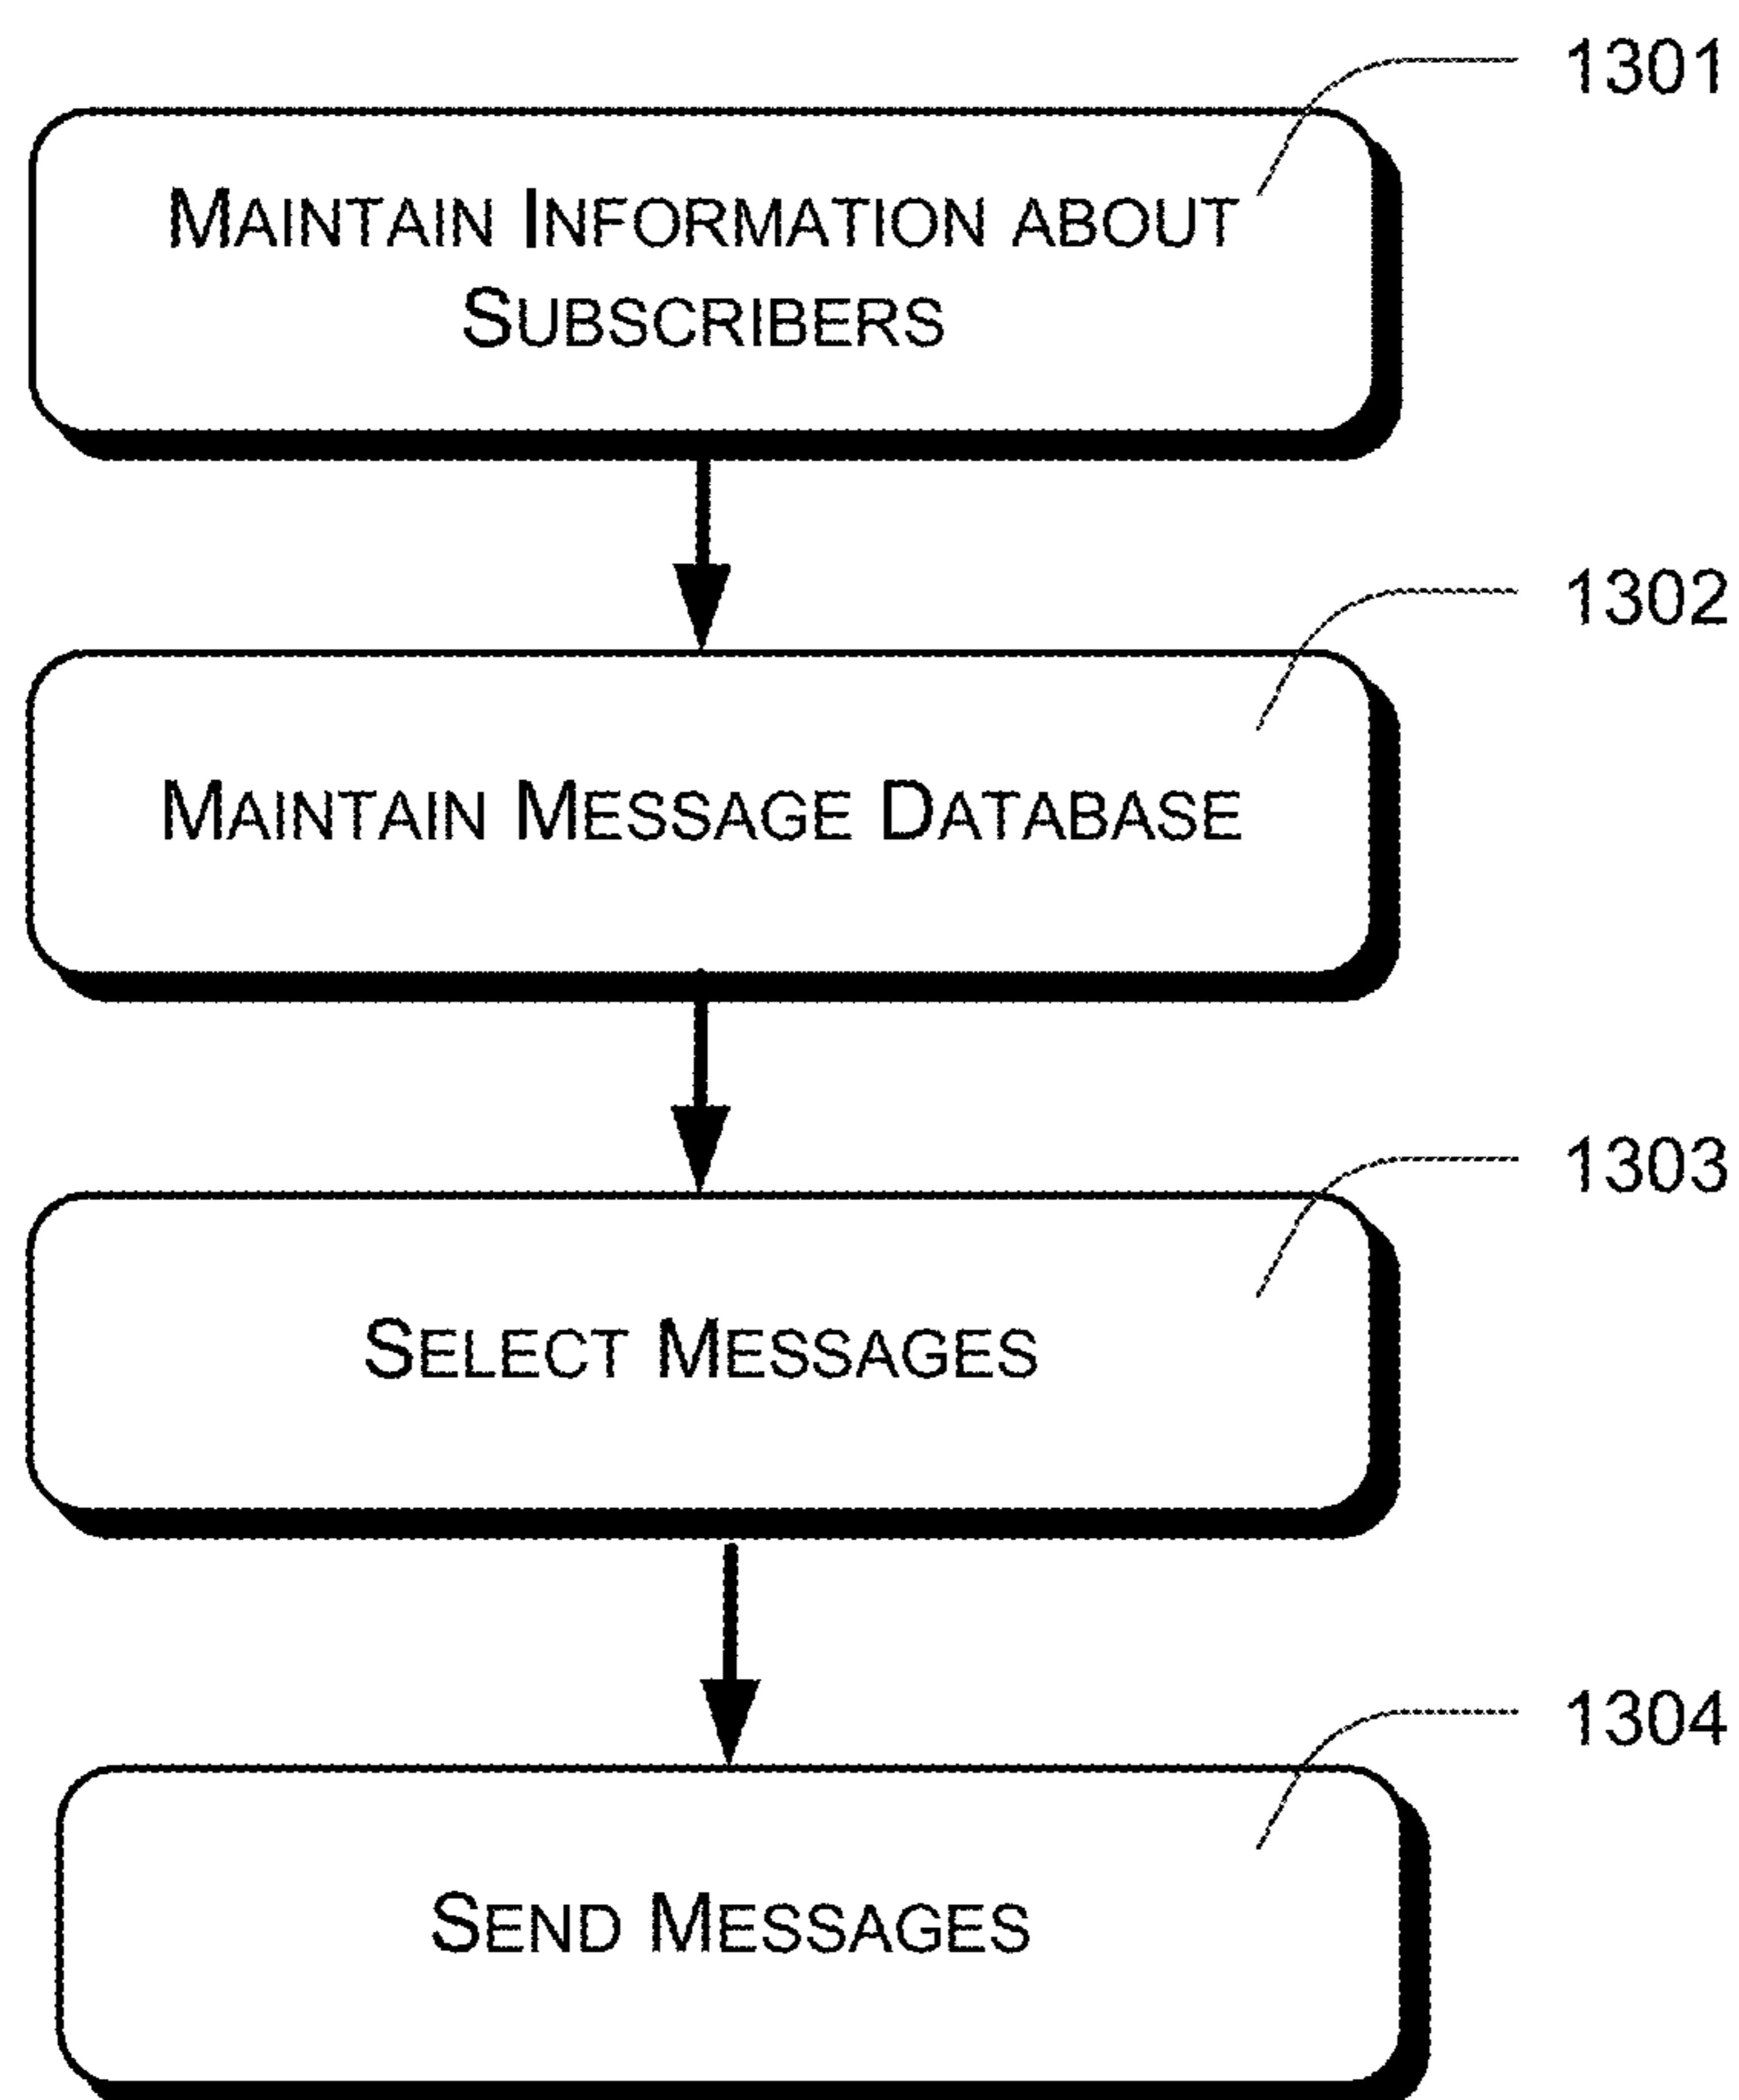 1301
MAINTAIN INFORMATION ABOUT
SUBSCRIBERS
1302
MAINTAIN MESSAGE DATABASE
1303
SELECT MESSAGES
1304
SEND MESSAGES